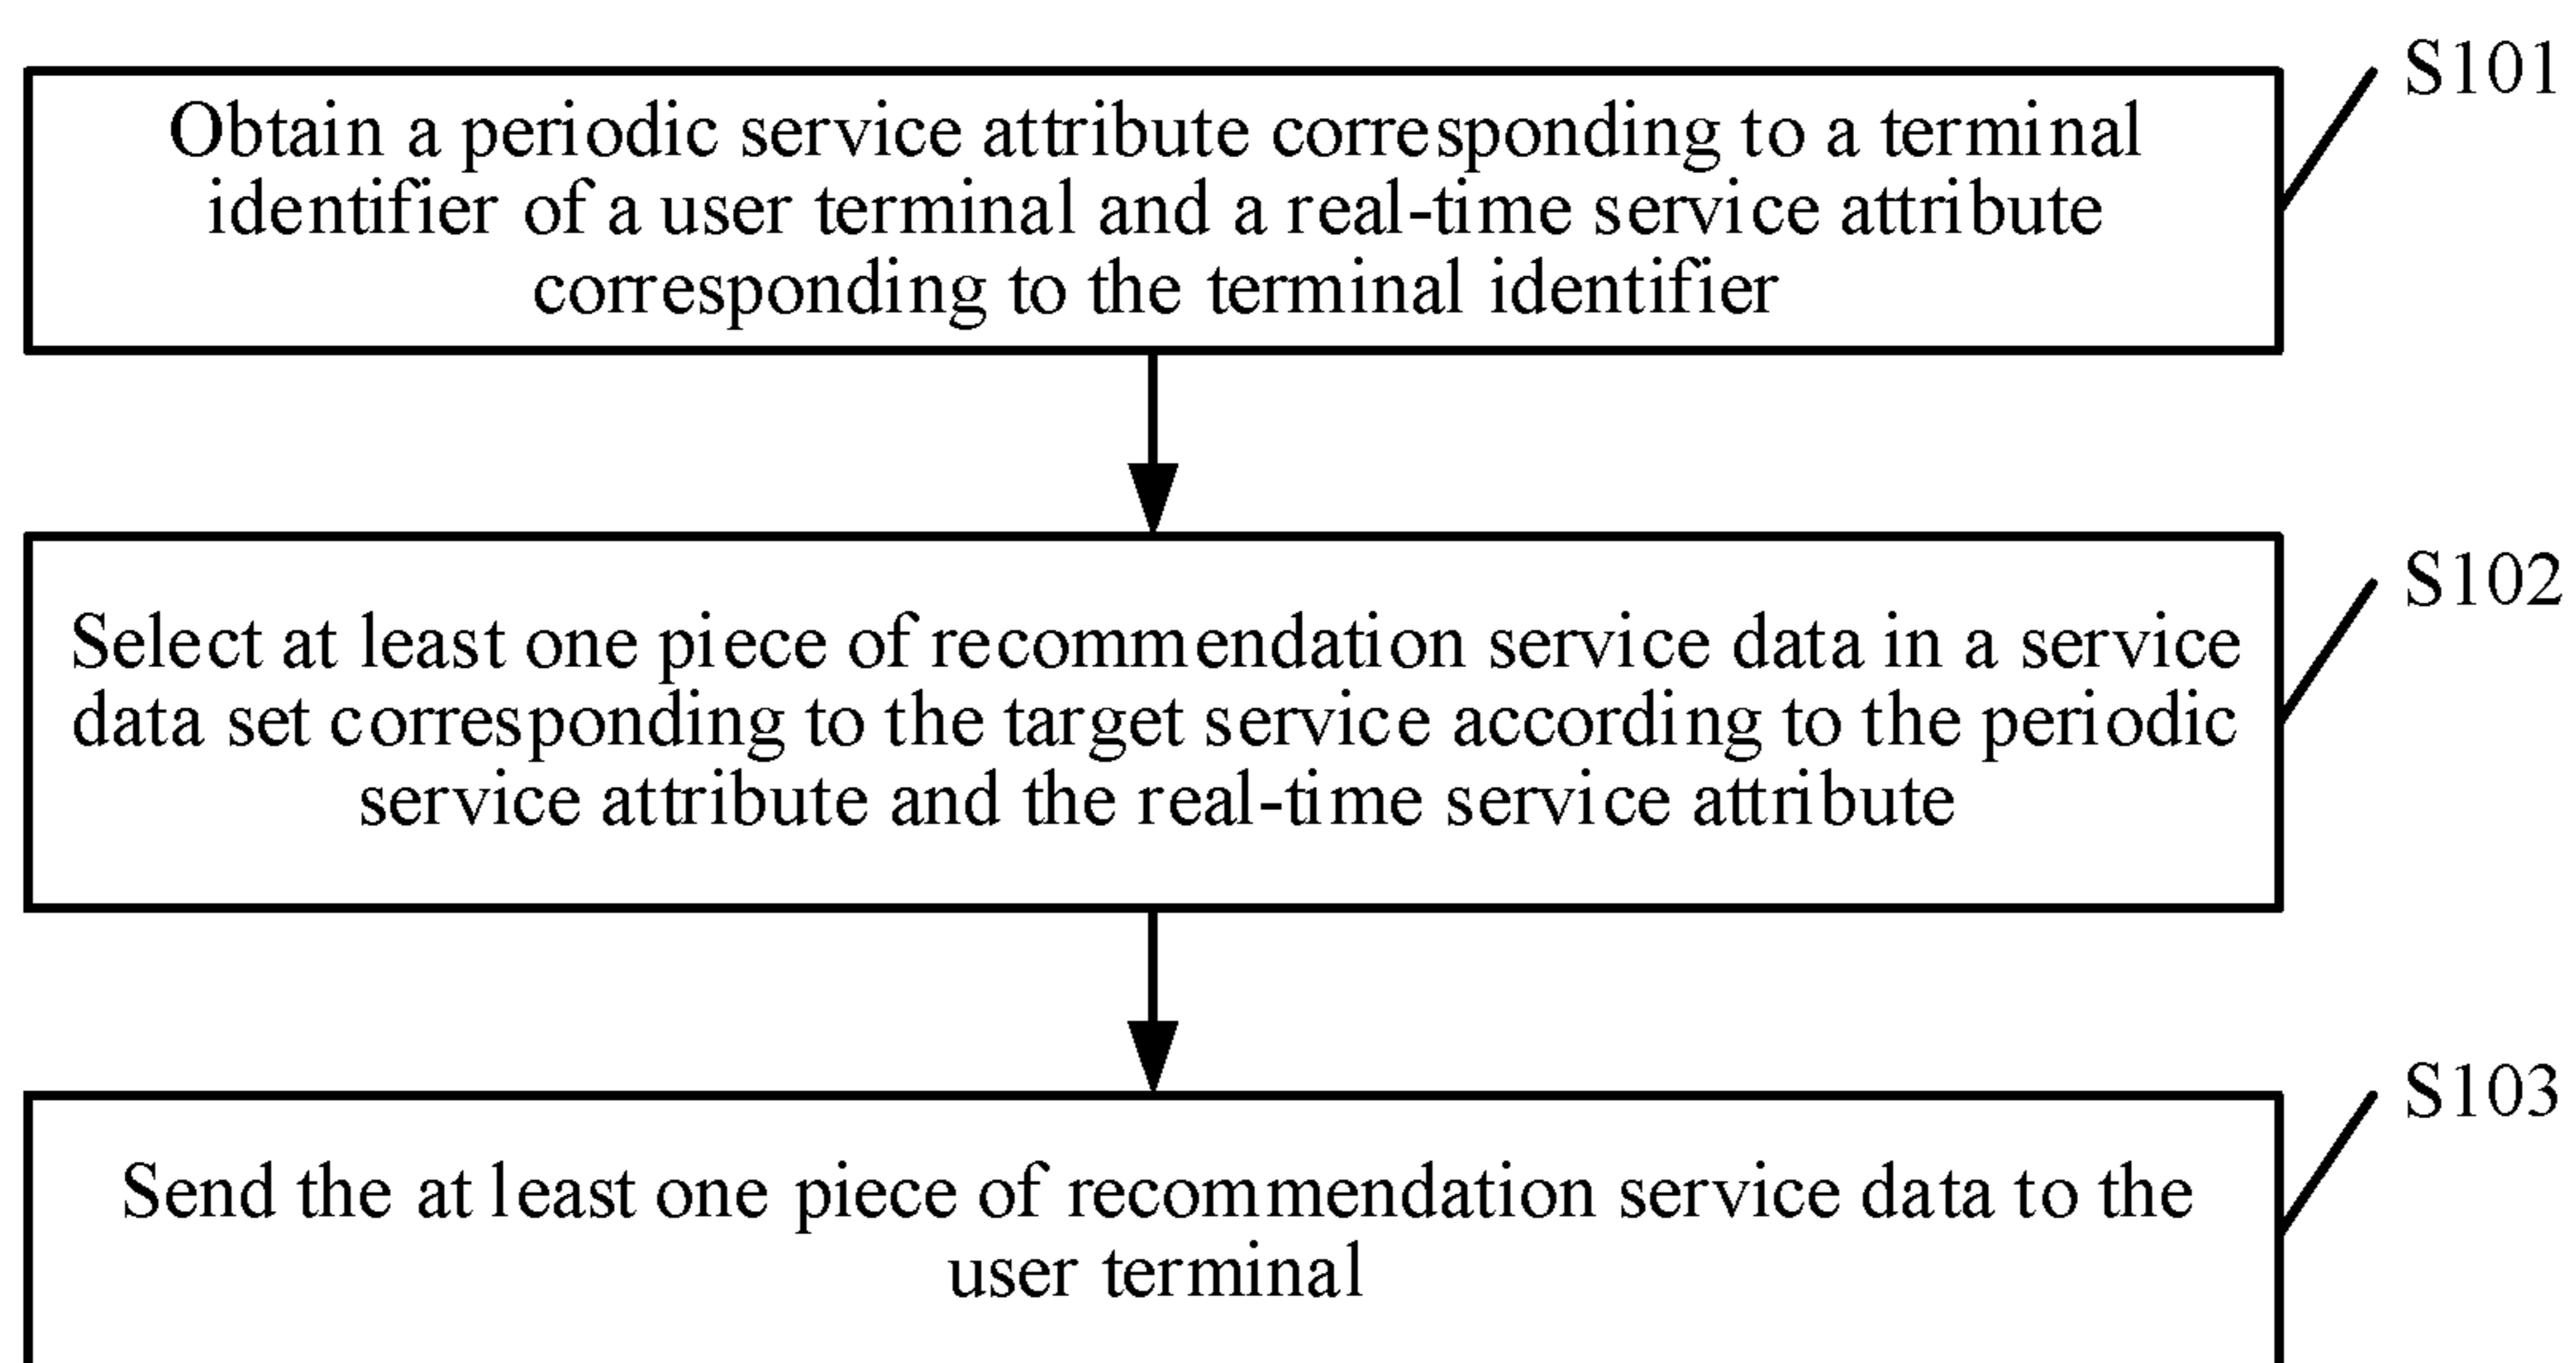 S101
Obtain a periodic service attribute corresponding to a terminal
identifier of a user terminal and a real-time service attribute
corresponding to the terminal identifier
S102
Select at least one piece of recommendation service data in a service
data set corresponding to the target service according to the periodic
service attribute and the real-time service attribute
S103
Send the at least one piece of recommendation service data to the
user terminal